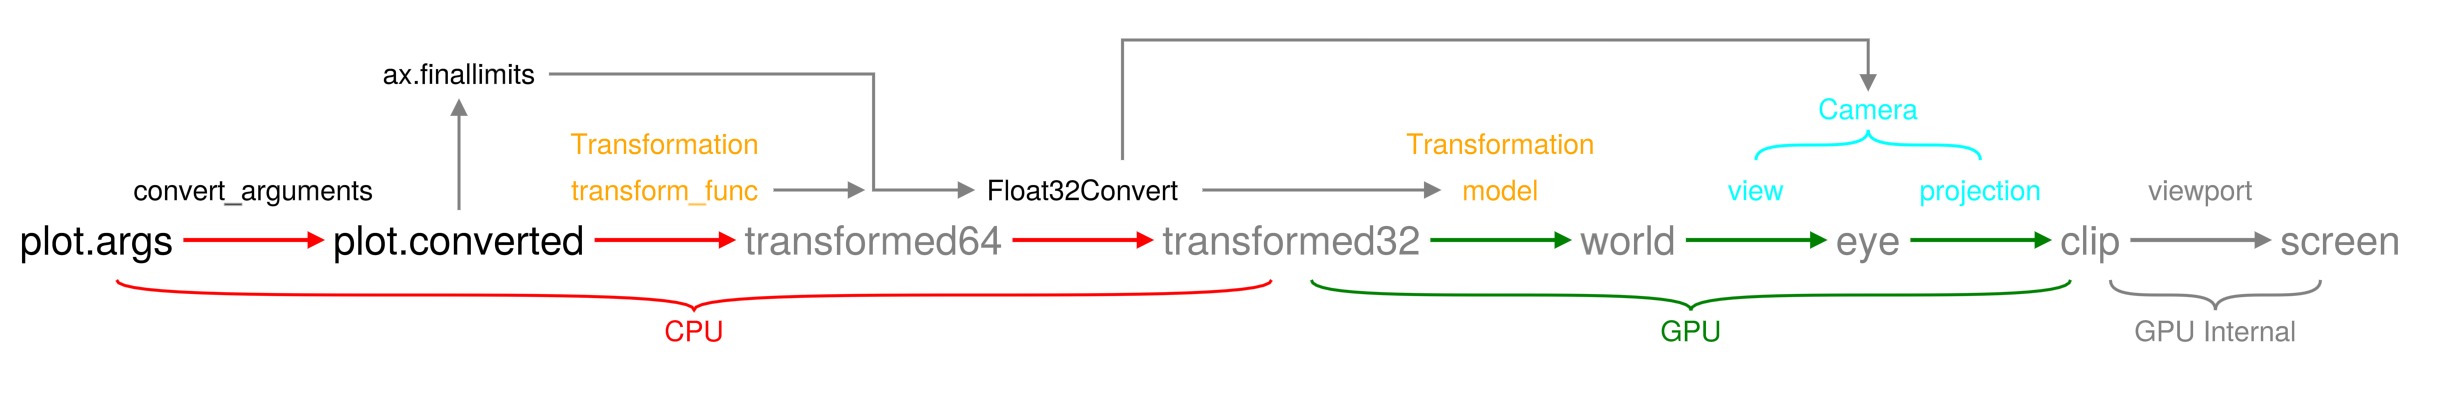 ax.finallimits
Camera
Transformation
Transformation
convert_arguments
transform_func
Float32Convert
model
view
projection
viewport
plot.args
plot.converted
transformed64
transformed32
world
eye
clip
screen
CPU
GPU
GPU Internal